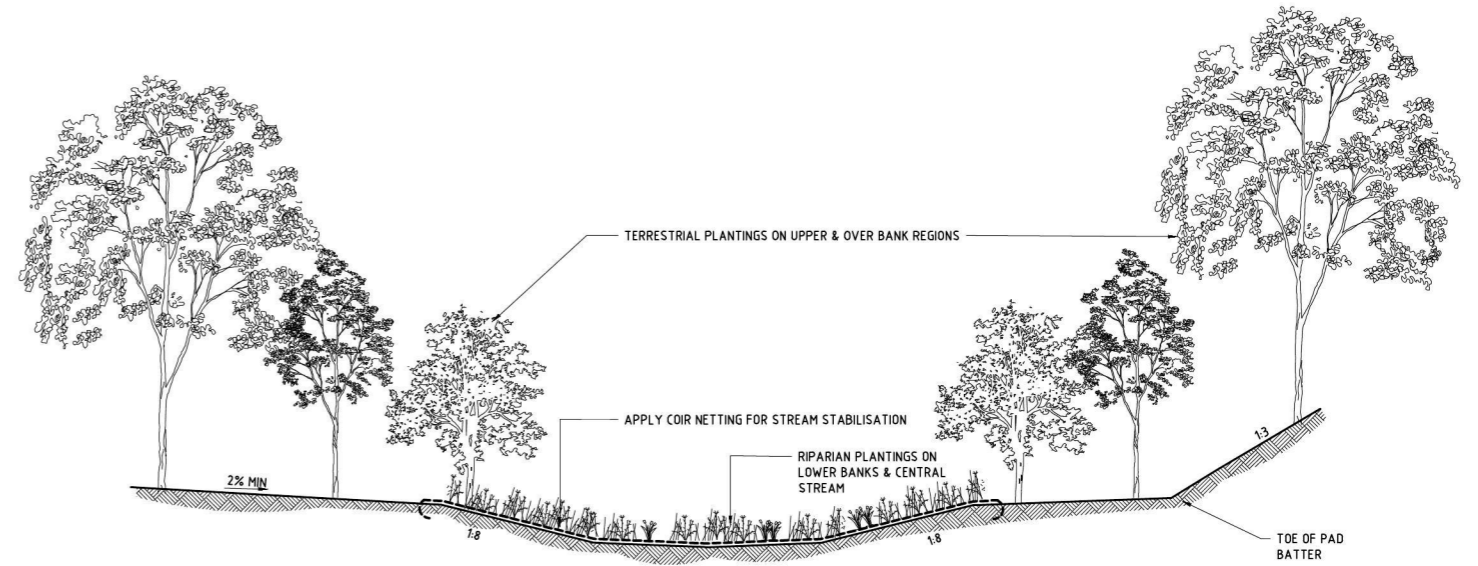 TERRESTRIAL PLANTINGS ON UPPER & OVER BANK REGIONS
APPLY COIR NETTING FOR STREAM STABILISATION
1:3
RIPARIAN PLANTINGS ON
LOWER BANKS & CENTRAL
STREAM
2% MIN
1:8
1:8
TOE OF PAD
BATTER